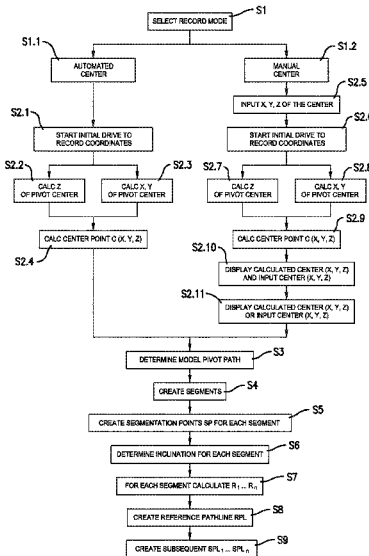 S1
SELECT RECORD MODE
S1.1
S1.2
AUTOMATED
CENTER
MANUAL
CENTER
S2.5
INPUT X, Y, Z OF THE CENTER
S2.1
S2.6
START INITIAL DRIVE TO
RECORD COORDINATES
START INITIAL DRIVE TO
RECORD COORDINATES
S2.2
S2.3
S2.7
S2.8
CALC Z
OF PIVOT CENTER
CALC X, Y
OF PIVOT CENTER
CALC Z
OF PIVOT CENTER
CALC X, Y
OF PIVOT CENTER
S2.9
CALC CENTER POINT C (X, Y, Z)
CALC CENTER POINT C (X, Y, Z)
S2.4
S2.10
DISPLAY CALCULATED CENTER (X, Y, Z)
AND INPUT CENTER (X, Y, Z)
S2.11
DISPLAY CALCULATED CENTER (X, Y, Z)
OR INPUT CENTER (X, Y, Z)
S3
DETERMINE MODEL PIVOT PATH
S4
CREATE SEGMENTS
S5
CREATE SEGMENTATION POINTS SP FOR EACH SEGMENT
S6
DETERMINE INCLINATION FOR EACH SEGMENT
S7
FOR EACH SEGMENT CALCULATE R1 ... Rn
S8
CREATE REFERENCE PATHLINE RPL
S9
CREATE SUBSEQUENT SPL1 ... SPLn